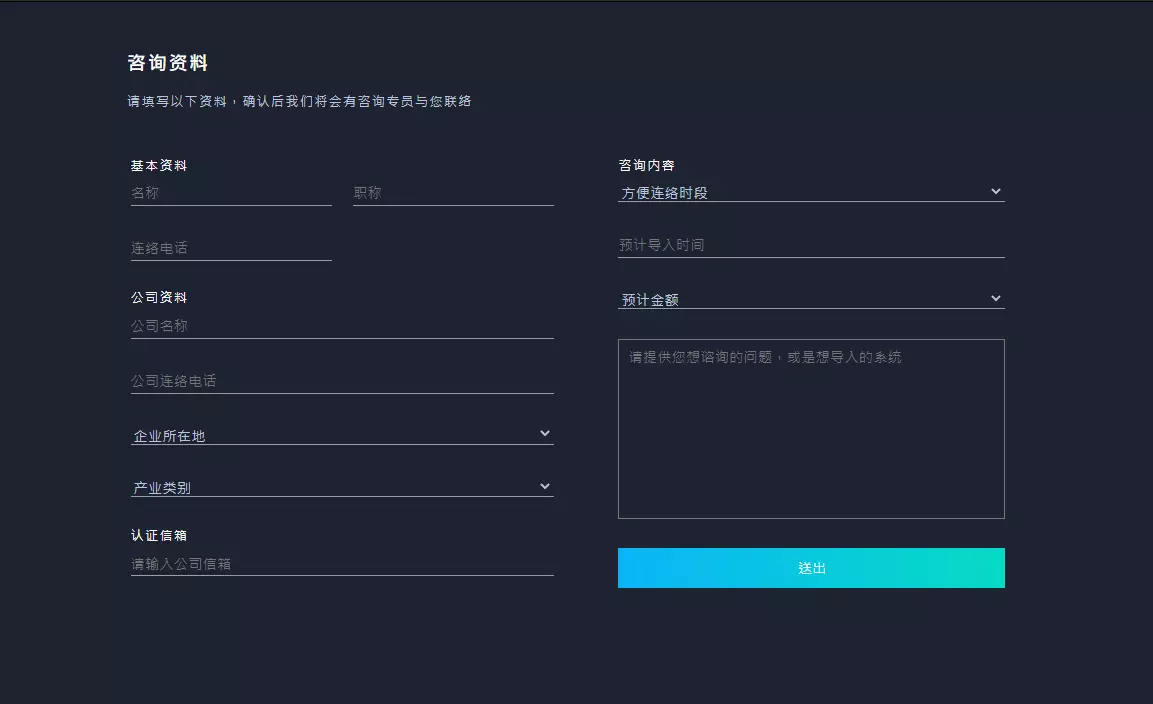 咨询资料
请填写以下资料，确认后我们将会有咨询专员与您联络
基本资料
名称
职称
连络电话
公司资料
公司名称
公司连络电话
企业所在地
产业类别
认证信箱
请输入公司信箱
咨询内容
方便连络时段
预计导入时间
预计金额
请提供您想谘询的问题，或是想导入的系统
送出